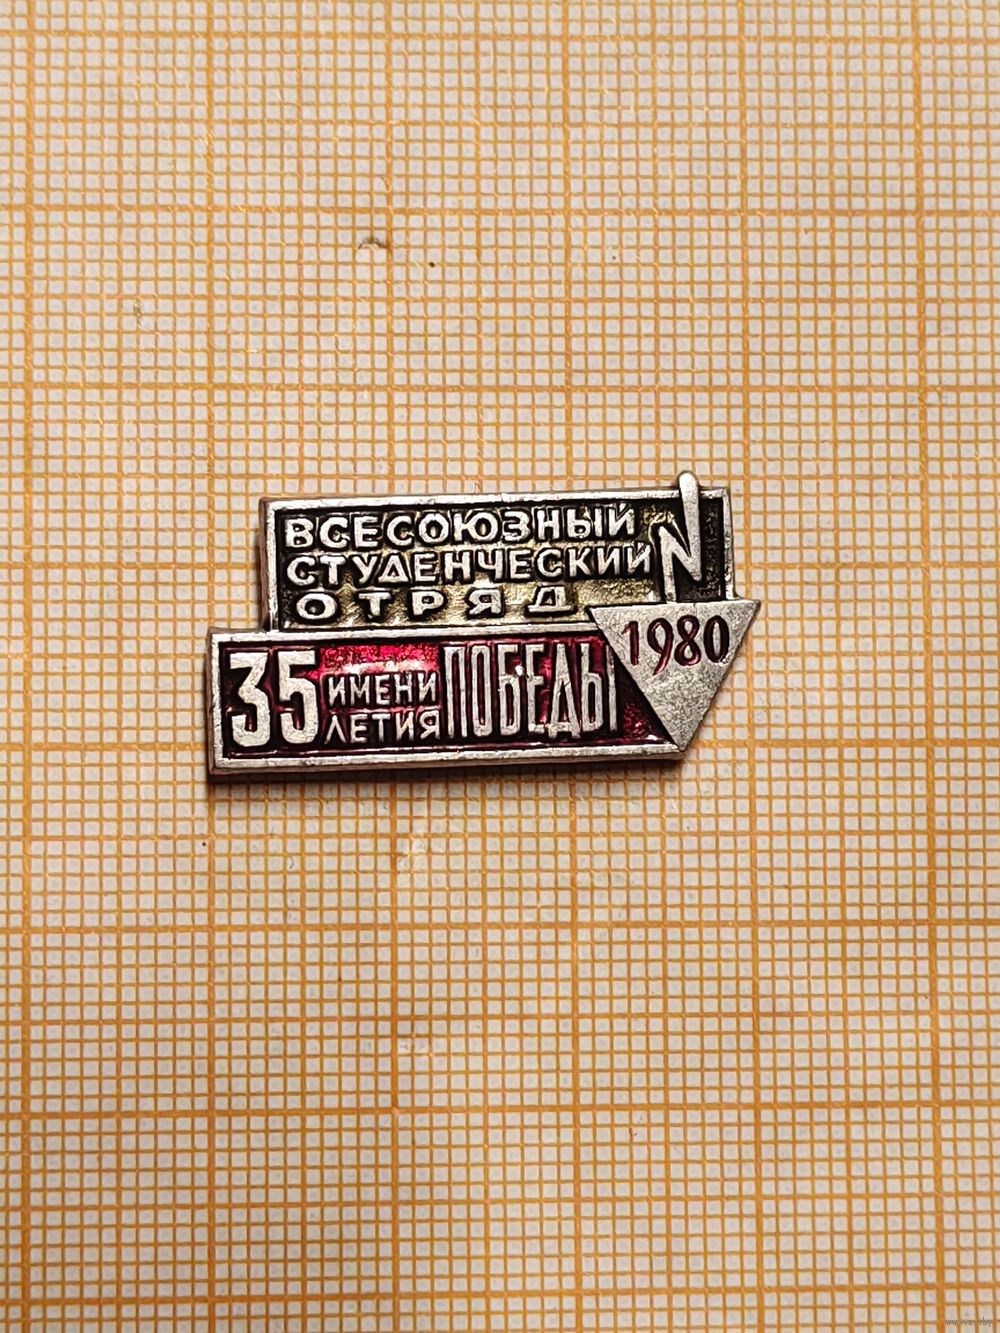 ВСЕСОЮЗНЫЙ
СТУДЕНЧЕСКИЙ
ОТРЯД
1980
35 ИМЕНИ ПОБЕДЫ
ЛЕТИЯ